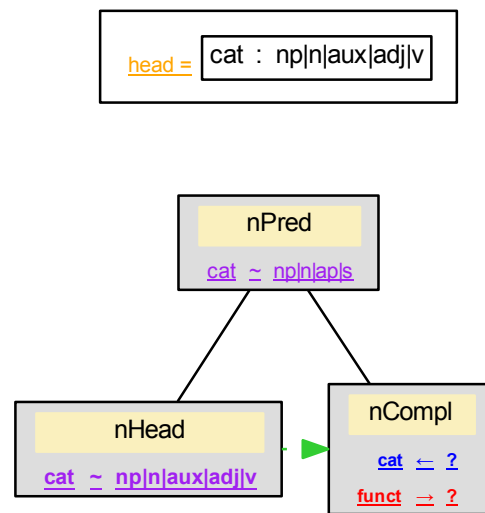 head = cat : np|n|aux|adj|v
nPred
cat ~ np|n|ap|s
nHead
cat ~ np|n|aux|adj|v
nCompl
cat ← ?
funct → ?